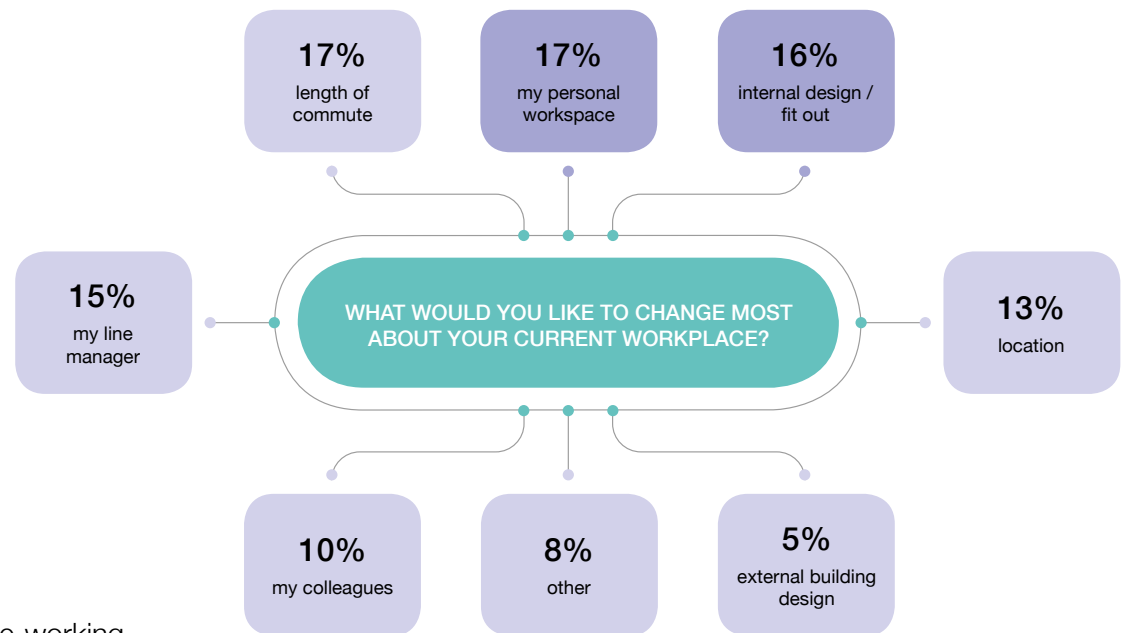 17%
length of
commute
17%
my personal
workspace
16%
internal design /
fit out
15%
my line
manager
WHAT WOULD YOU LIKE TO CHANGE MOST
ABOUT YOUR CURRENT WORKPLACE?
13%
location
10%
my colleagues
8%
other
5%
external building
design
working